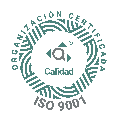 ORGANIZACIÓN CERTIFICADA
Calidad
ISO 9001